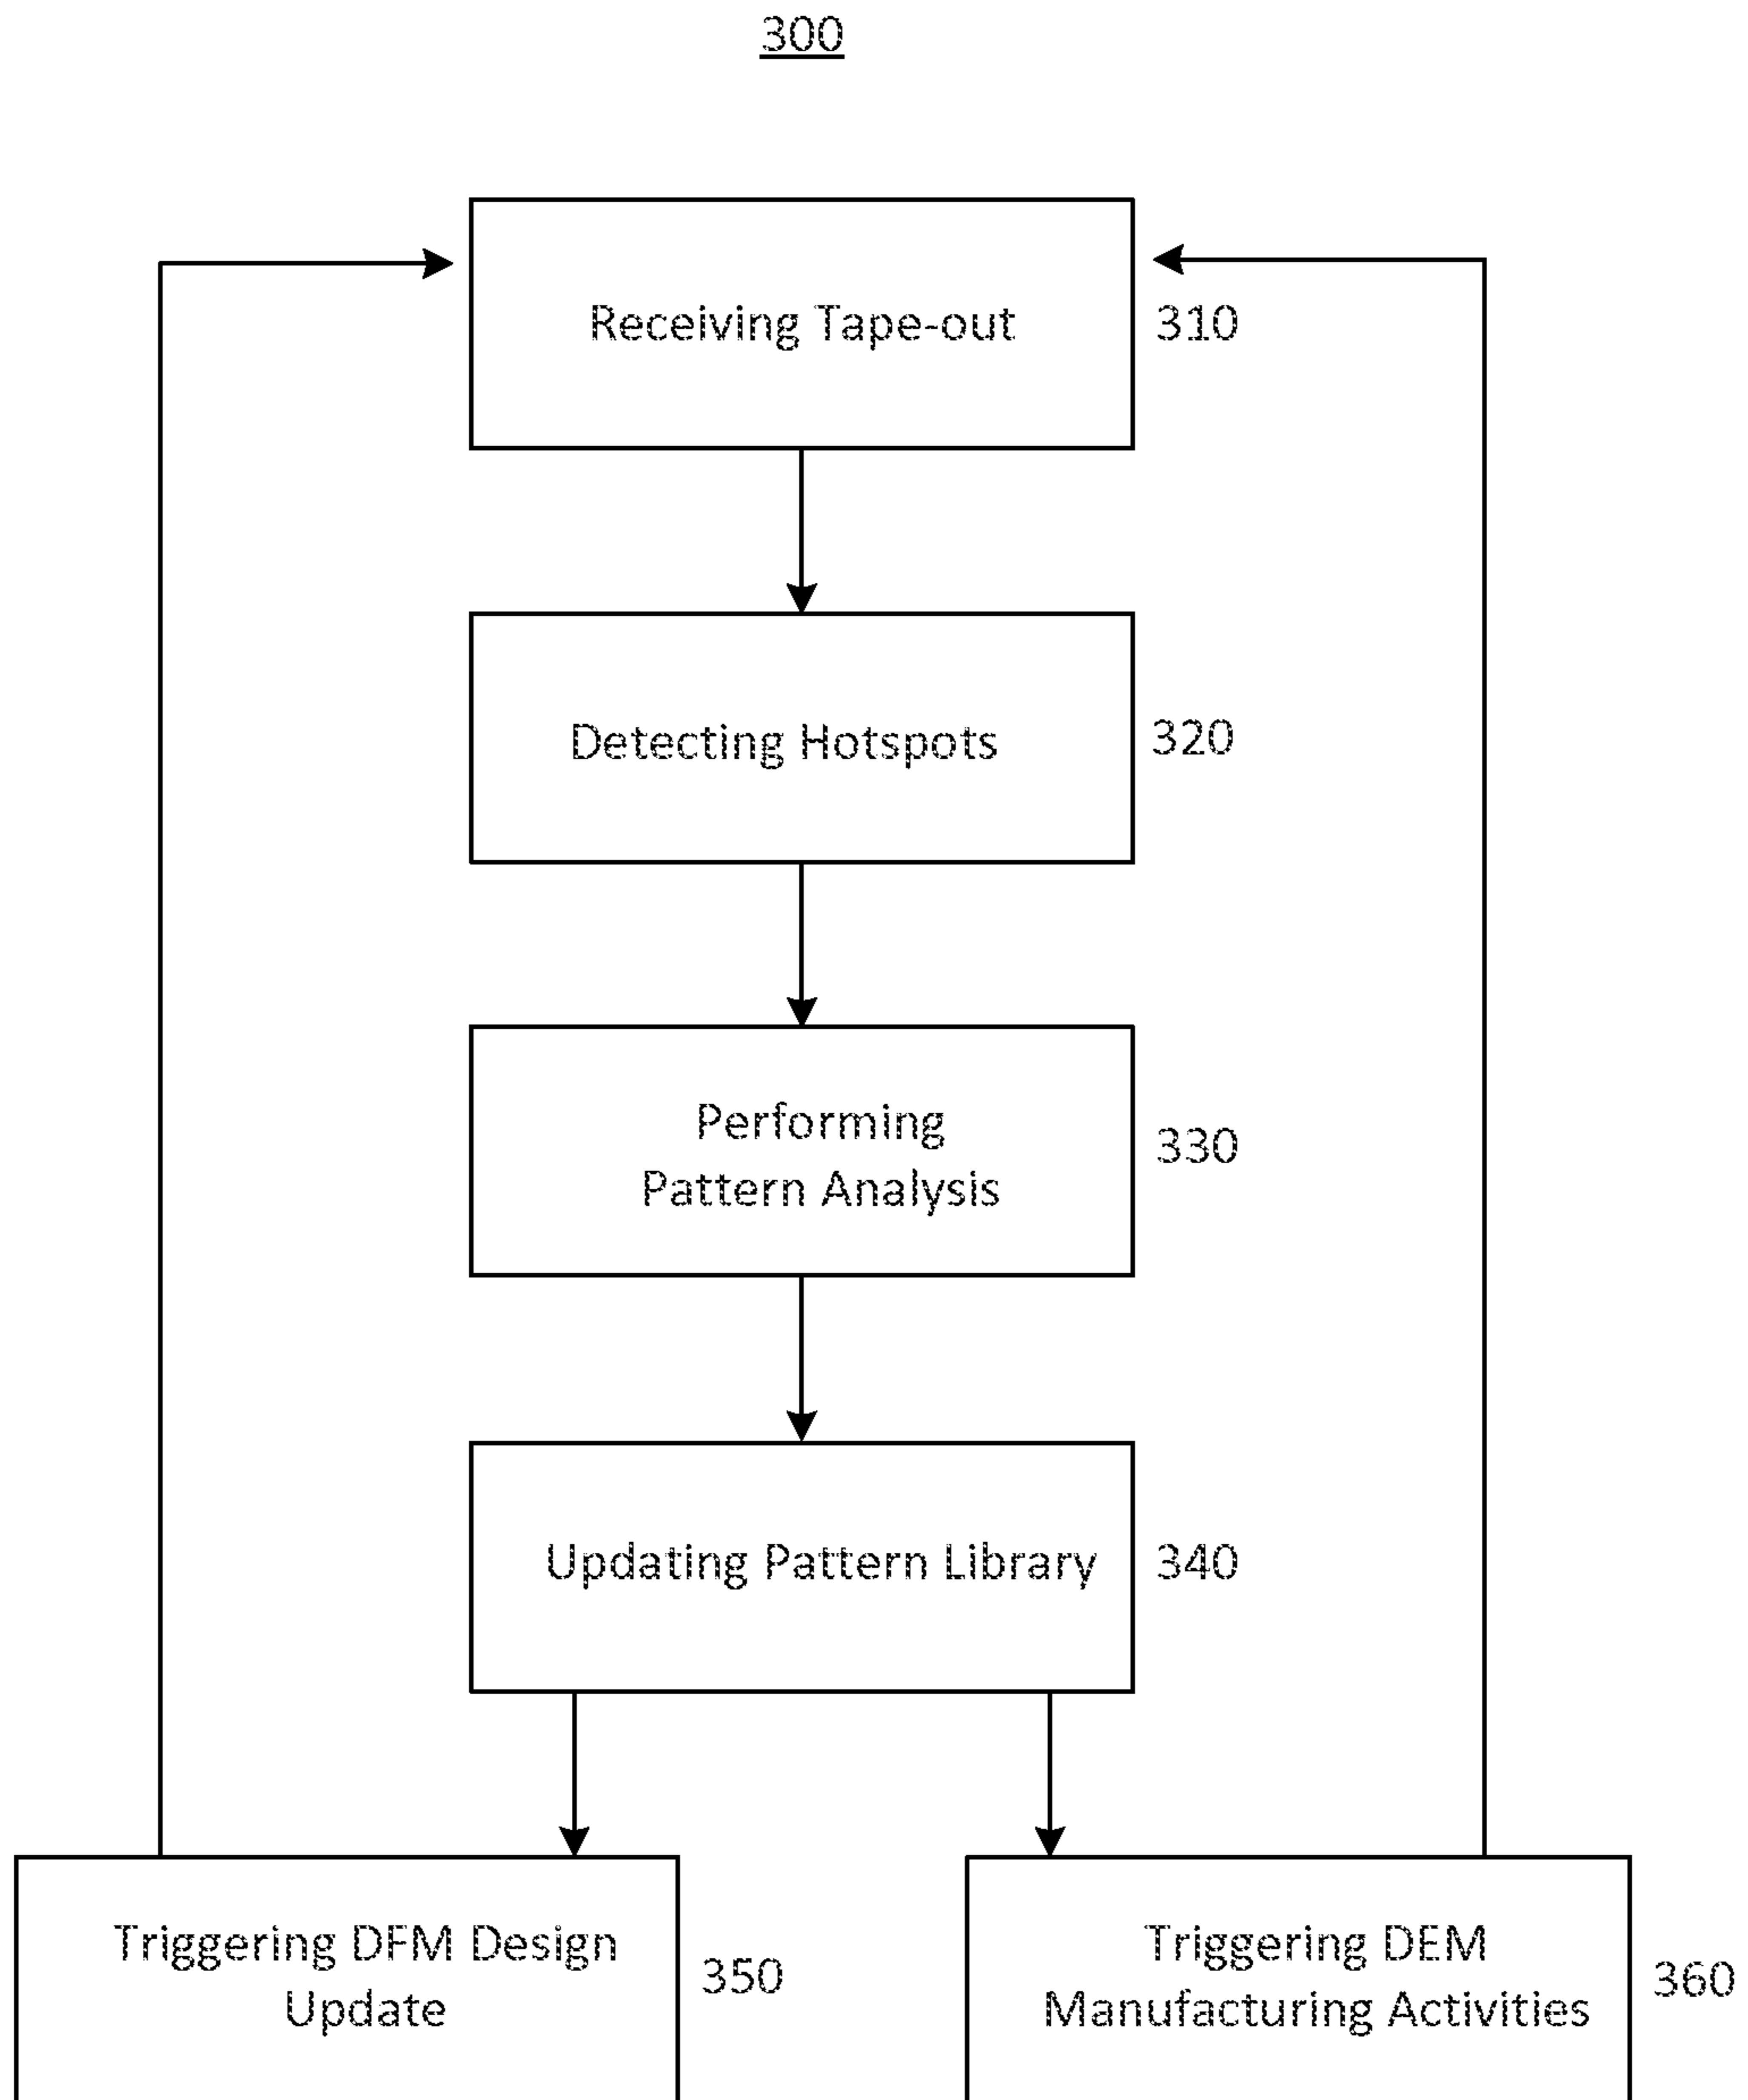 300
Receiving Tape-out
310
Detecting Hotspots
320
Performing
Pattern Analysis
330
Updating Pattern Library
340
Triggering DFM Design
Update
350
Triggering DEM
Manufacturing Activities
360